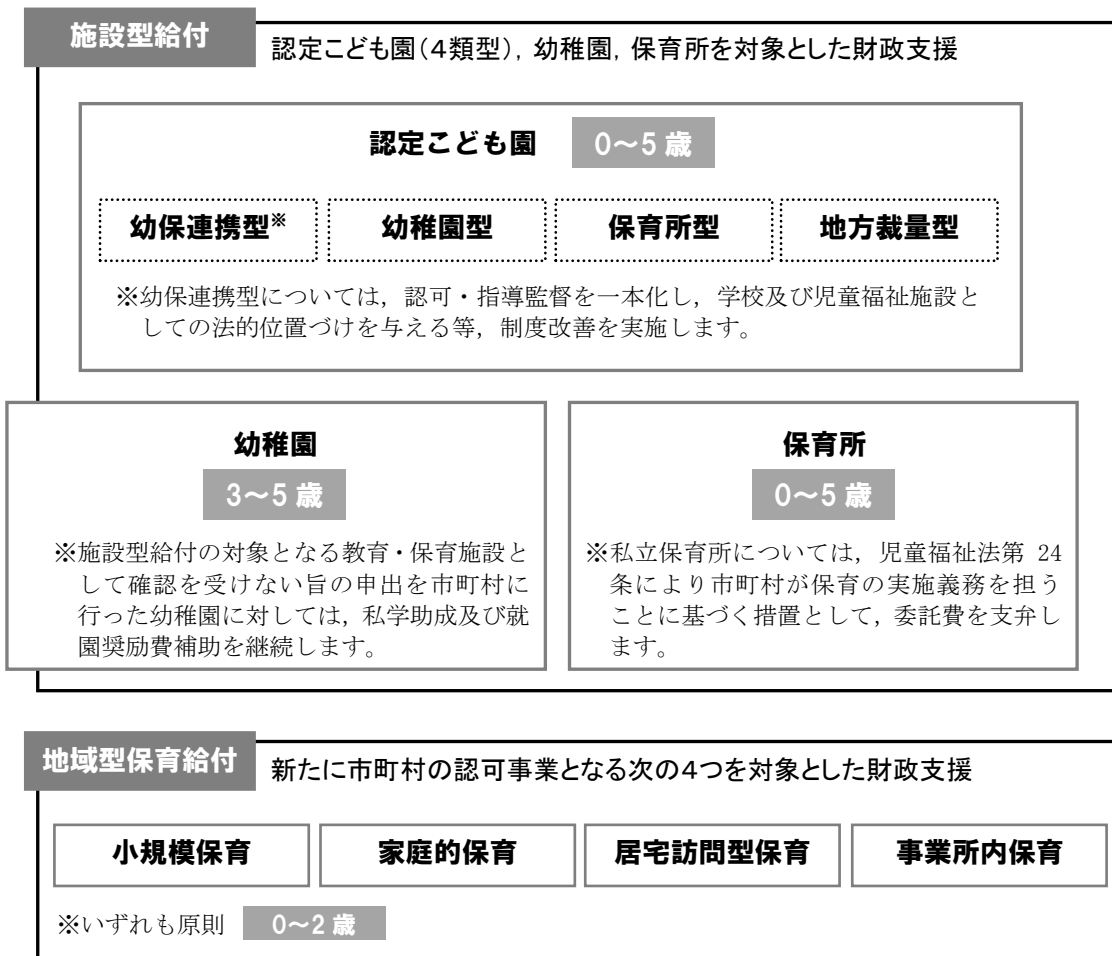 施設型給付
認定こども園(4類型),幼稚園,保育所を対象とした財政支援
認定こども園 0〜5歳
幼保連携型※ 幼稚園型 保育所型 地方裁量型
※幼保連携型については,認可・指導監督を一本化し,学校及び児童福祉施設と
しての法的位置づけを与える等,制度改善を実施します。
幼稚園
3〜5歳
※施設型給付の対象となる教育・保育施設と
して確認を受けない旨の申出を市町村に
行った幼稚園に対しては,私学助成及び就
園奨励費補助を継続します。
保育所
0〜5歳
※私立保育所については,児童福祉法第 24
条により市町村が保育の実施義務を担う
ことに基づく措置として,委託費を支弁し
ます。
地域型保育給付
新たに市町村の認可事業となる次の4つを対象とした財政支援
小規模保育 家庭的保育 居宅訪問型保育 事業所内保育
※いずれも原則 0〜2歳